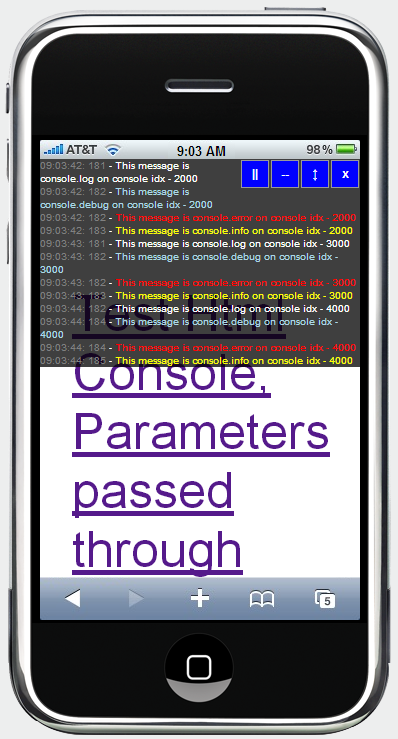 AT&T 9:03 AM 98%
|| -- ↕ x
09:03:42: 181 - This message is
console.log on console idx - 2000
09:03:42: 182 - This message is
console.debug on console idx - 2000
09:03:42: 182 - This message is console.error on console idx - 2000
09:03:43: 182 - This message is console.info on console idx - 2000
09:03:43: 181 - This message is console.log on console idx - 3000
09:03:43: 182 - This message is console.debug on console idx -
3000
09:03:43: 182 - This message is console.error on console idx - 3000
09:03:43: 182 - This message is console.info on console idx - 3000
09:03:44: 182 - This message is console.log on console idx - 4000
09:03:44: 184 - This message is console.debug on console idx -
4000
09:03:44: 184 - This message is console.error on console idx - 4000
09:03:44: 185 - This message is console.info on console idx - 4000
Test Html
Console,
Parameters
passed
through
5